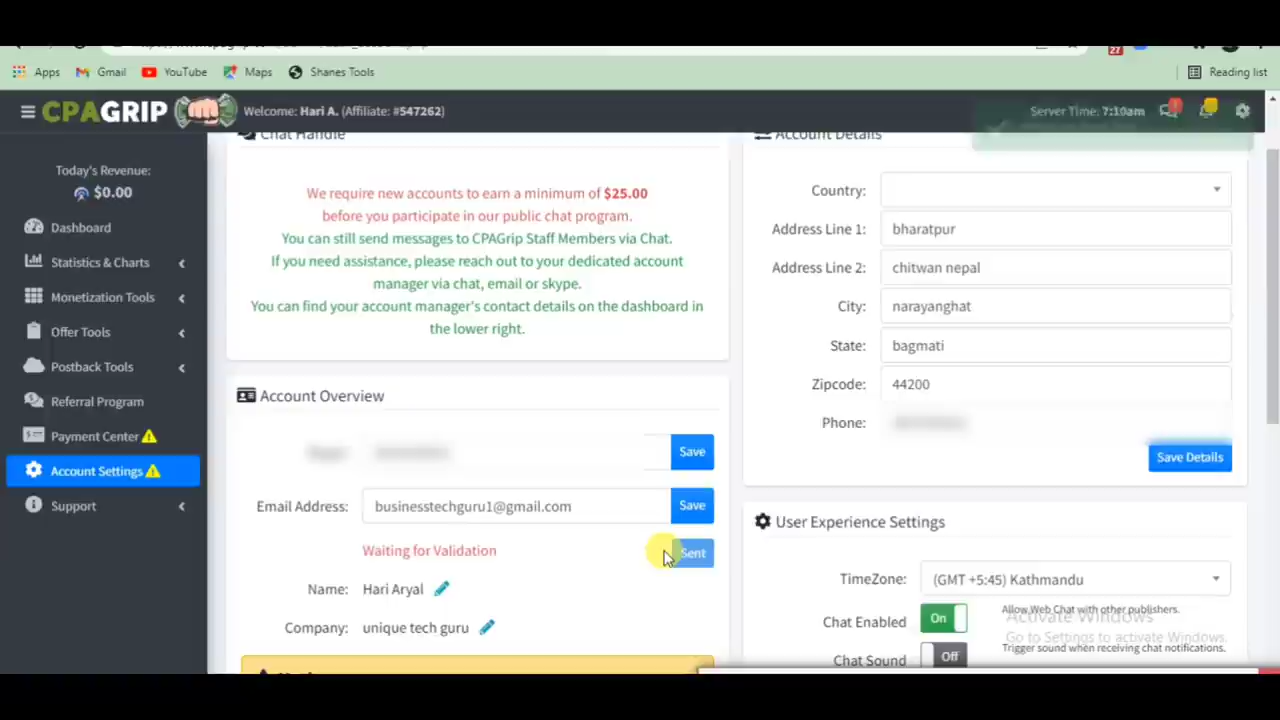 Apps Gmail YouTube Maps Shanes Tools Reading list
27
CPAGRIP Welcome: Hari A. (Affiliate: #547262) Server Time: 7:10am
Today's Revenue:
$0.00
Dashboard
Statistics & Charts
Monetization Tools
Offer Tools
Postback Tools
Referral Program
Payment Center
Account Settings
Support
Chat Handle
We require new accounts to earn a minimum of $25.00
before you participate in our public chat program.
You can still send messages to CPAGrip Staff Members via Chat.
If you need assistance, please reach out to your dedicated account
manager via chat, email or skype.
You can find your account manager's contact details on the dashboard in
the lower right.
Account Overview
Save
Email Address: businesstechguru1@gmail.com Save
Waiting for Validation Sent
Name: Hari Aryal
Company: unique tech guru
Account Details
Country:
Address Line 1: bharatpur
Address Line 2: chitwan nepal
City: narayanghat
State: bagmati
Zipcode: 44200
Phone:
Save Details
User Experience Settings
TimeZone: (GMT +5:45) Kathmandu
Chat Enabled On Allow Web Chat with other publishers.
Activate Windows
Go to Settings to activate Windows.
Chat Sound Off Trigger sound when receiving chat notifications.